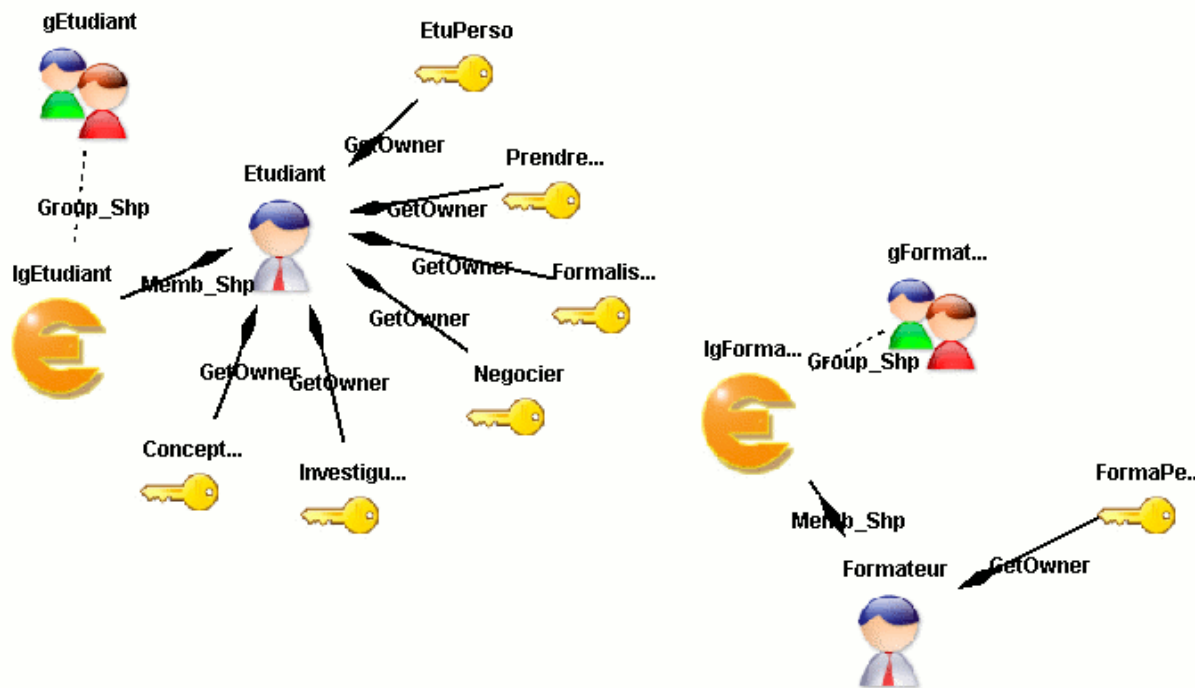 gEtudiant
EtuPerso
GetOwner
Prendre...
Etudiant
GetOwner
Group_Shp
GetOwner
Formalis...
gFormat...
IgEtudiant
Memb_Shp
GetOwner
IgForma...
Group_Shp
GetOwner
GetOwner
Negocier
Concept...
Investigu...
FormaPe...
Memb_Shp
Formateur
GetOwner